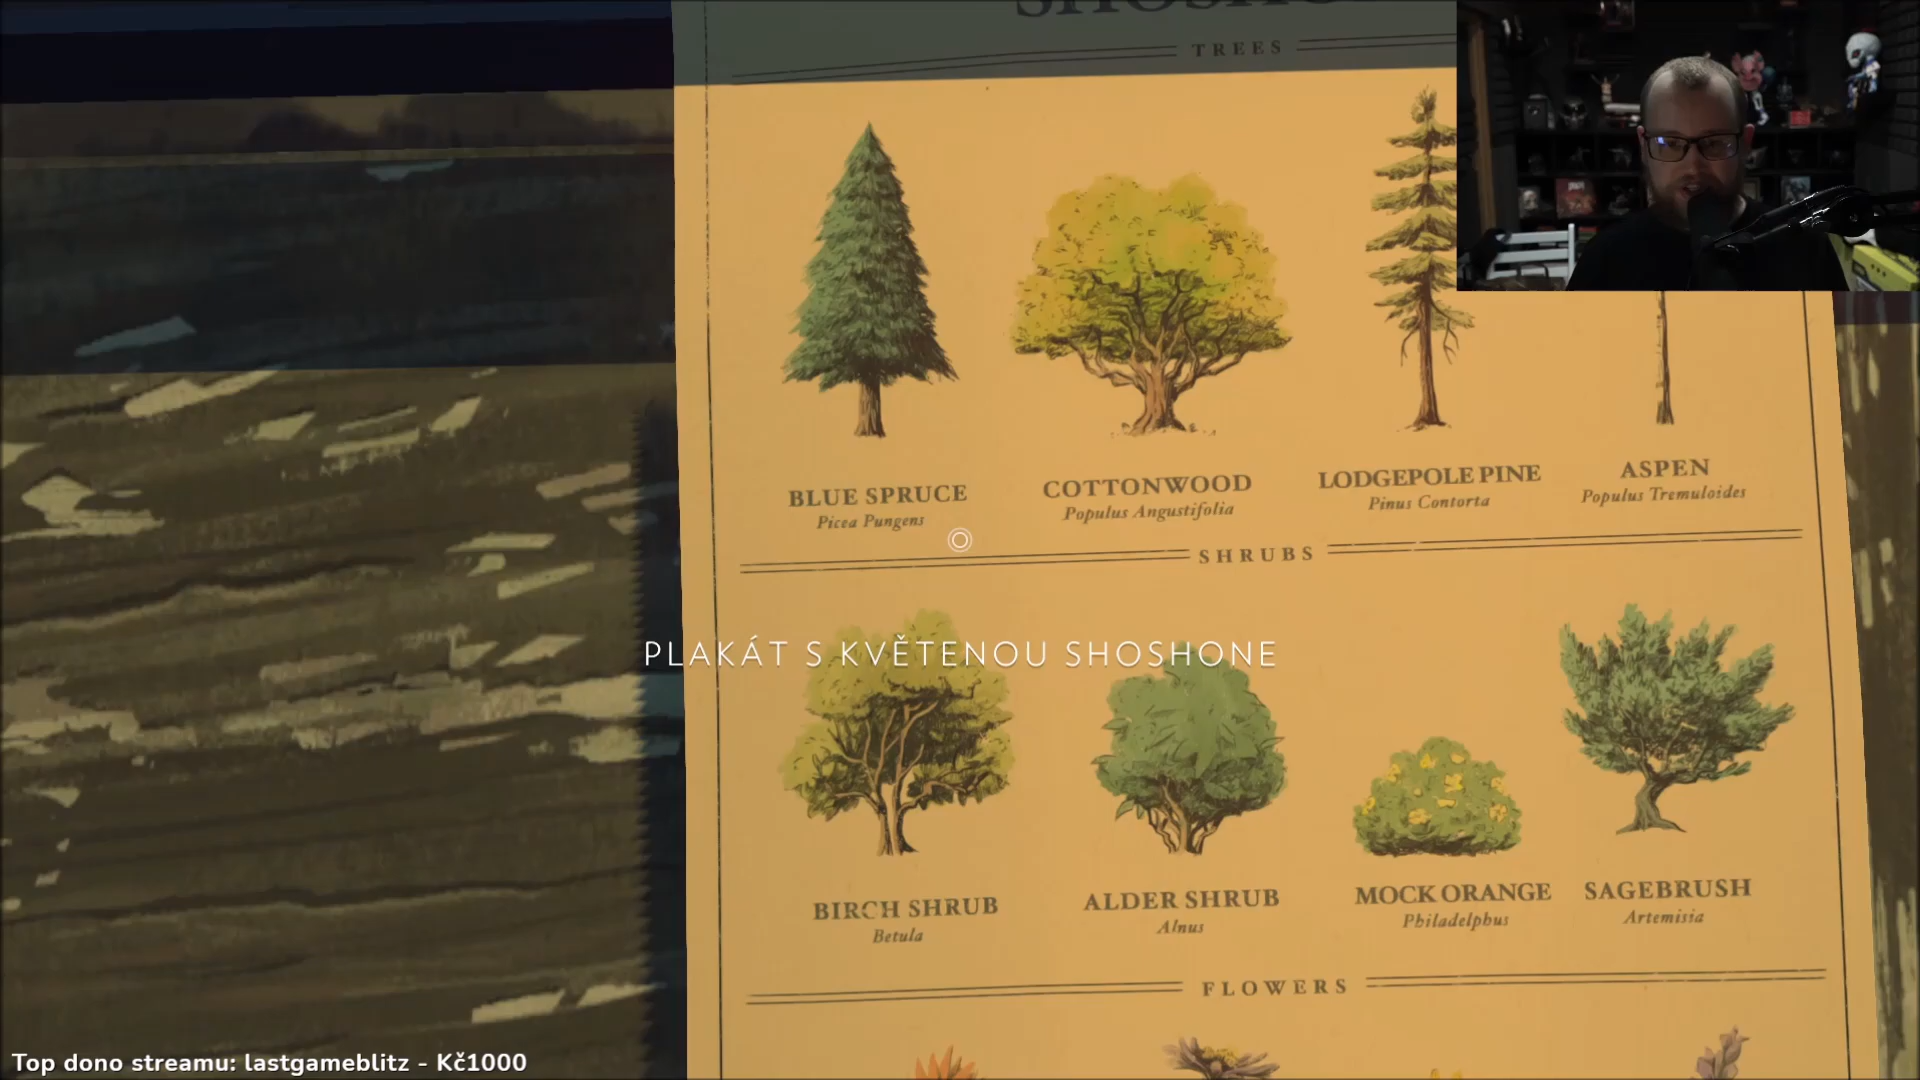 TREES
BLUE SPRUCE
Picea Pungens
COTTONWOOD
Populus Angustifolia
LODGEPOLE PINE
Pinus Contorta
ASPEN
Populus Tremuloides
SHRUBS
PLAKÁT S KVĚTENOU SHOSHONE
BIRCH SHRUB
Betula
ALDER SHRUB
Alnus
MOCK ORANGE
Philadelphus
SAGEBRUSH
Artemisia
FLOWERS
Top dono streamu: lastgameblitz - Kč1000